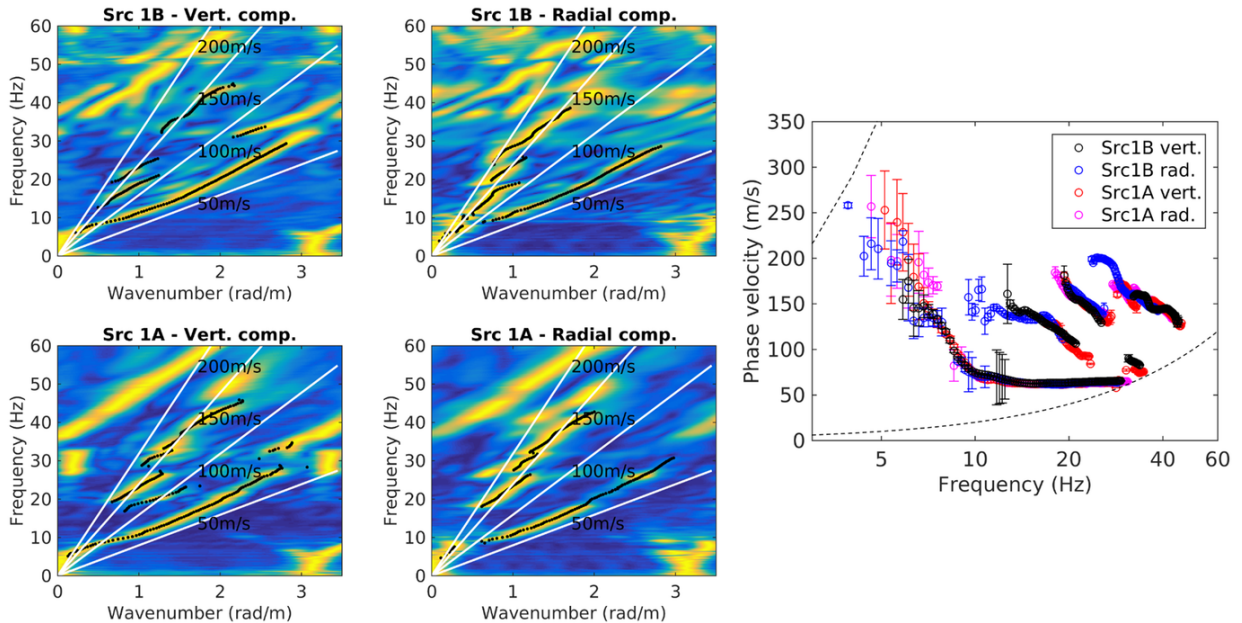 Src 1B - Vert. comp.
60
50
40
30
20
10
0
Frequency (Hz)
200m/s
150m/s
100m/s
50m/s
0 1 2 3
Wavenumber (rad/m)
Src 1B - Radial comp.
60
50
40
30
20
10
0
Frequency (Hz)
200m/s
150m/s
100m/s
50m/s
0 1 2 3
Wavenumber (rad/m)
Src 1A - Vert. comp.
60
50
40
30
20
10
0
Frequency (Hz)
200m/s
150m/s
100m/s
50m/s
0 1 2 3
Wavenumber (rad/m)
Src 1A - Radial comp.
60
50
40
30
20
10
0
Frequency (Hz)
200m/s
150m/s
100m/s
50m/s
0 1 2 3
Wavenumber (rad/m)
350
300
250
200
150
100
50
0
Phase velocity (m/s)
Src1B vert.
Src1B rad.
Src1A vert.
Src1A rad.
5 10 20 40 60
Frequency (Hz)